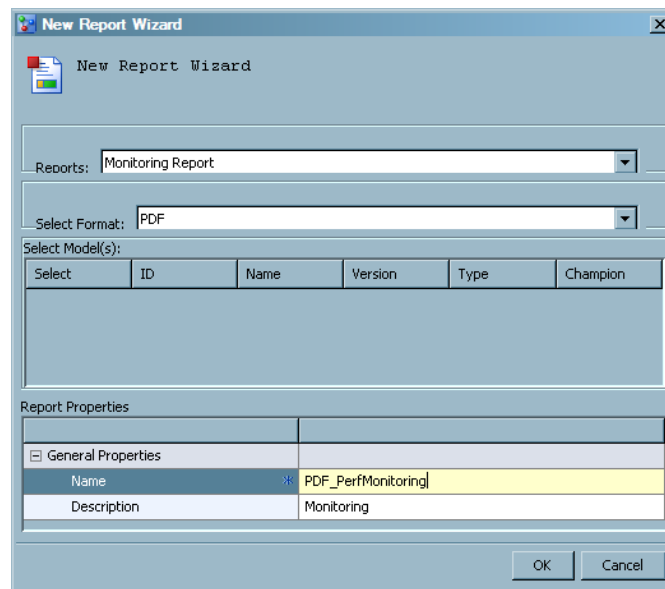 New Report Wizard
New Report Wizard
Reports: Monitoring Report
Select Format: PDF
Select Model(s):
Select ID Name Version Type Champion
Report Properties
General Properties
Name * PDF_PerfMonitoring
Description Monitoring
OK Cancel